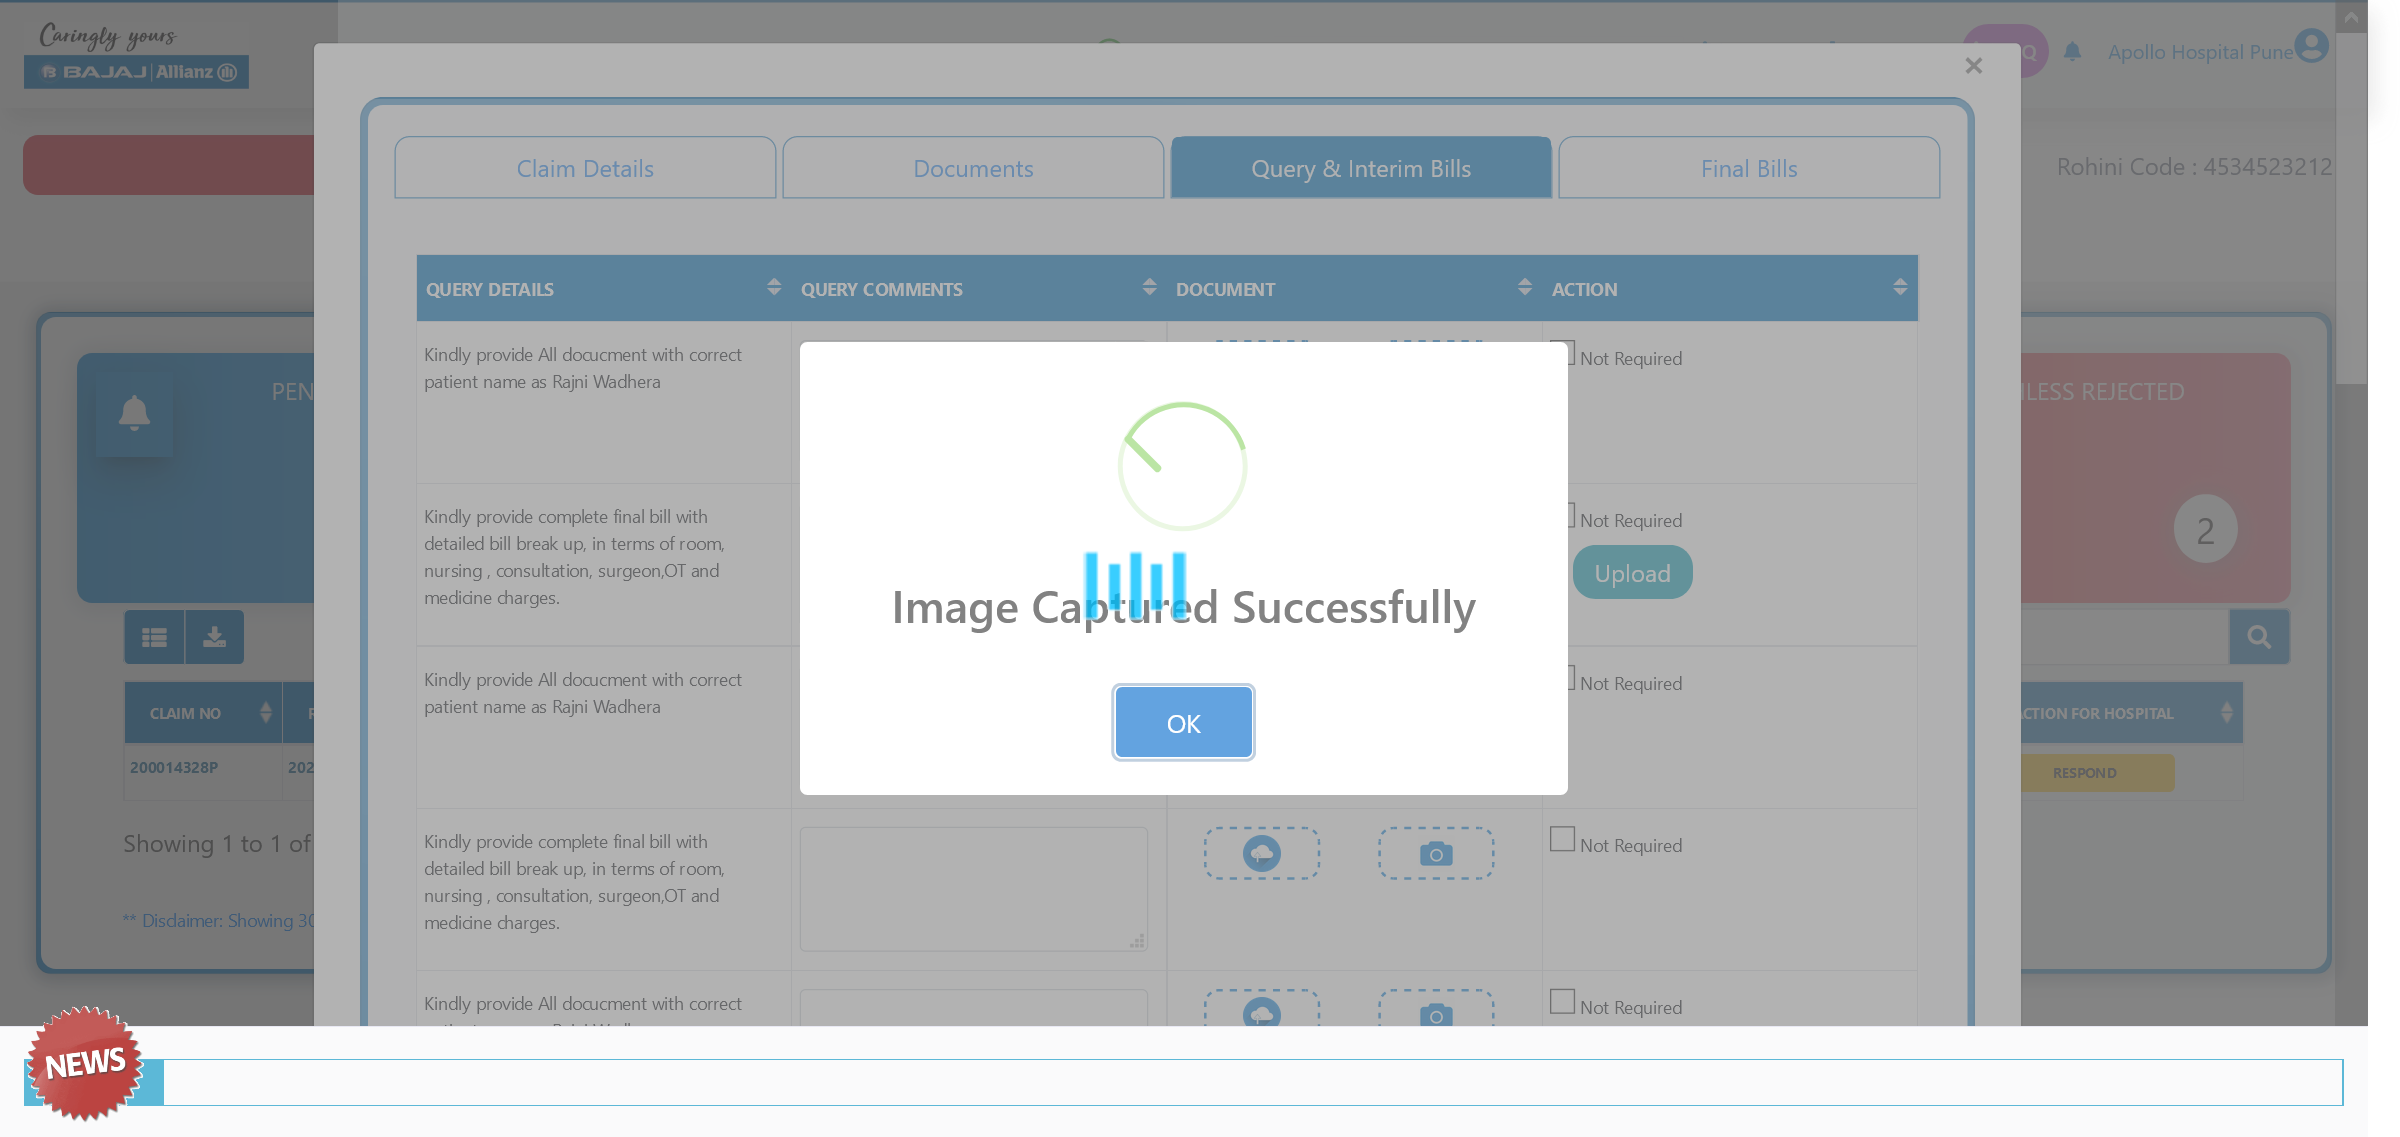 Caringly yours
BAJAJ | Allianz
Q
Apollo Hospital Pune
×
Claim Details
Documents
Query & Interim Bills
Final Bills
Rohini Code : 4534523212
QUERY DETAILS
QUERY COMMENTS
DOCUMENT
ACTION
Kindly provide All docucment with correct
patient name as Rajni Wadhera
Not Required
PEN
LESS REJECTED
2
Kindly provide complete final bill with
detailed bill break up, in terms of room,
nursing , consultation, surgeon,OT and
medicine charges.
Not Required
Upload
Image Captured Successfully
OK
Kindly provide All docucment with correct
patient name as Rajni Wadhera
Not Required
CLAIM NO
CTION FOR HOSPITAL
200014328P
202
RESPOND
Kindly provide complete final bill with
detailed bill break up, in terms of room,
nursing , consultation, surgeon,OT and
medicine charges.
Not Required
Showing 1 to 1 of
** Disclaimer: Showing 30
Kindly provide All docucment with correct
Not Required
NEWS